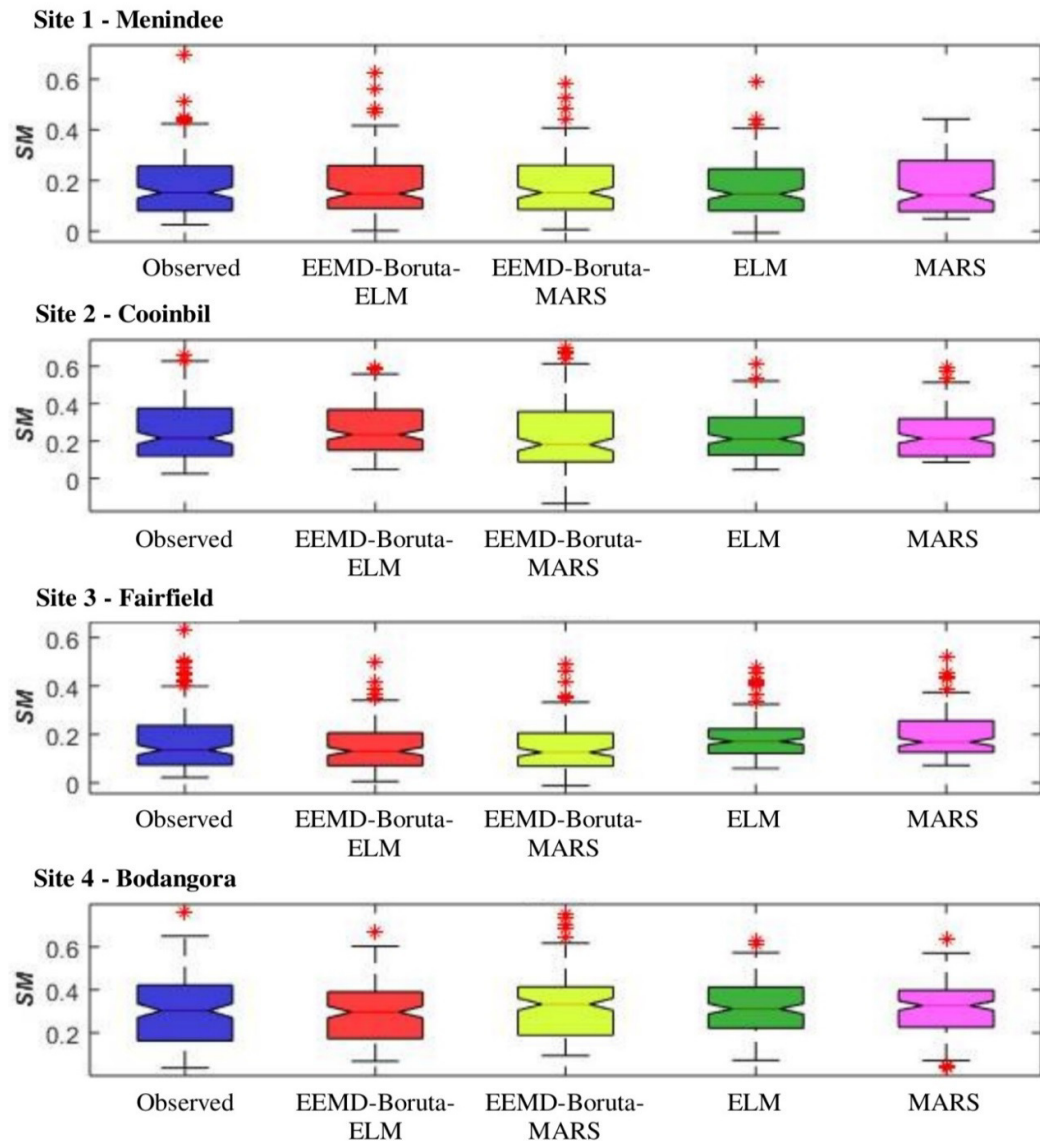 Site 1 - Menindee
0.6
0.4
0.2
0
SM
Observed
EEMD-Boruta-
ELM
EEMD-Boruta-
MARS
ELM
MARS
Site 2 - Cooinbil
0.6
0.4
0.2
0
SM
Observed
EEMD-Boruta-
ELM
EEMD-Boruta-
MARS
ELM
MARS
Site 3 - Fairfield
0.6
0.4
0.2
0
SM
Observed
EEMD-Boruta-
ELM
EEMD-Boruta-
MARS
ELM
MARS
Site 4 - Bodangora
0.6
0.4
0.2
SM
Observed
EEMD-Boruta-
ELM
EEMD-Boruta-
MARS
ELM
MARS